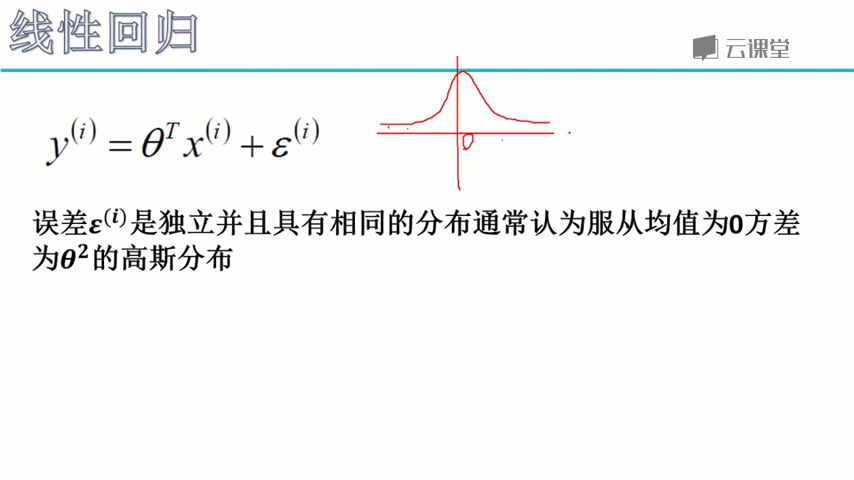 线性回归
云课堂
y^(i) = θ^T x^(i) + ε^(i)
0
误差ε^(i)是独立并且具有相同的分布通常认为服从均值为0方差
为θ²的高斯分布